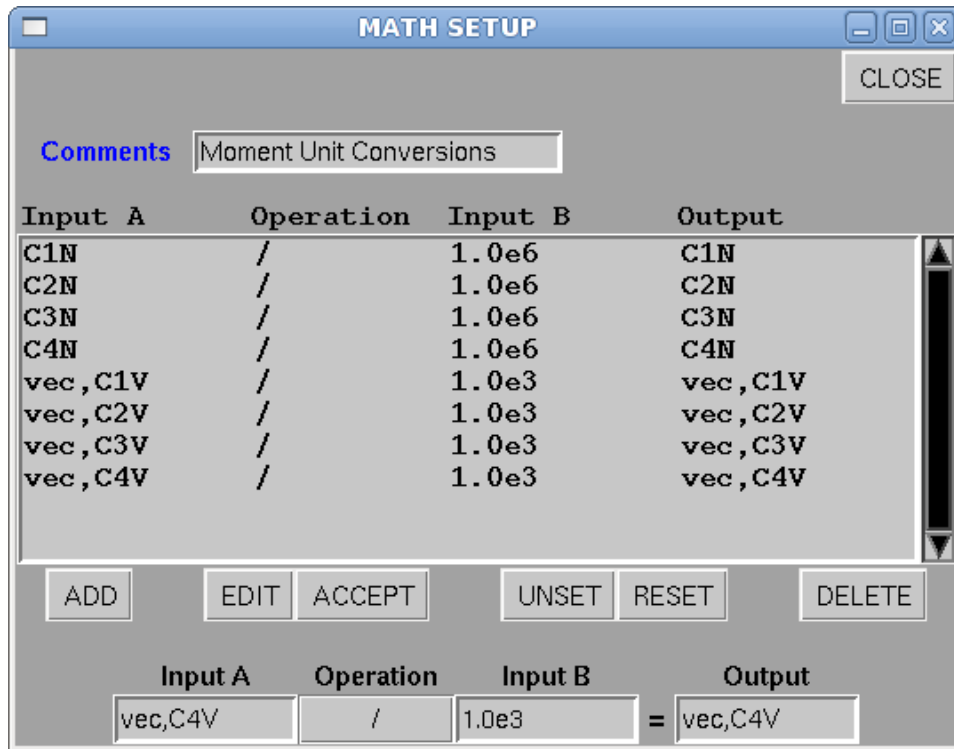 MATH SETUP
CLOSE
Comments Moment Unit Conversions
Input A Operation Input B Output
C1N / 1.0e6 C1N
C2N / 1.0e6 C2N
C3N / 1.0e6 C3N
C4N / 1.0e6 C4N
vec,C1V / 1.0e3 vec,C1V
vec,C2V / 1.0e3 vec,C2V
vec,C3V / 1.0e3 vec,C3V
vec,C4V / 1.0e3 vec,C4V
ADD EDIT ACCEPT UNSET RESET DELETE
Input A Operation Input B Output
vec,C4V / 1.0e3 = vec,C4V